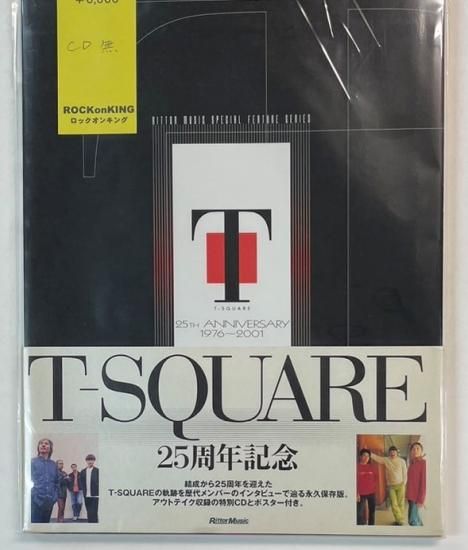 CD 無
ROCKonKING
ロックオンキング
RITTOR MUSIC SPECIAL FEATURE SERIES
T
T-SQUARE
25TH ANNIVERSARY
1976〜2001
T-SQUARE
25周年記念
結成から25周年を迎えた
T-SQUAREの軌跡を歴代メンバーのインタビューで辿る永久保存版。
アウトテイク収録の特別CDとポスター付き。
RittorMusic